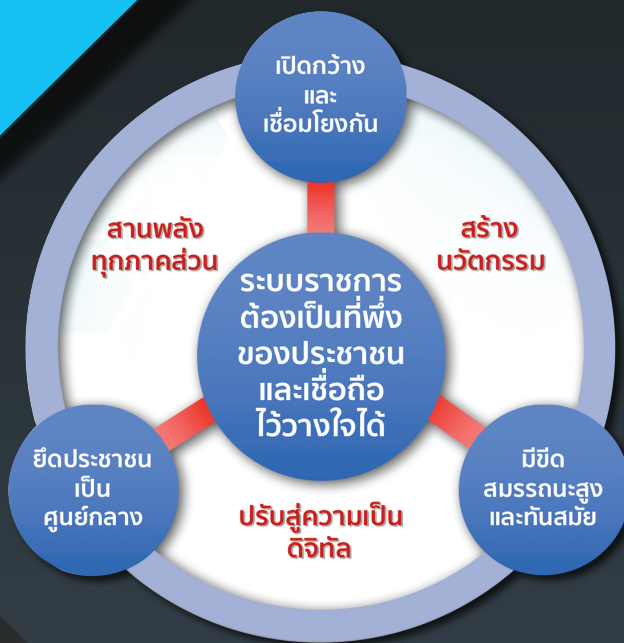 เปิดกว้าง
และ
เชื่อมโยงกัน
สานพลัง
ทุกภาคส่วน
สร้าง
นวัตกรรม
ระบบราชการ
ต้องเป็นที่พึ่ง
ของประชาชน
และเชื่อถือ
ไว้วางใจได้
ยึดประชาชน
เป็น
ศูนย์กลาง
มีขีด
สมรรถนะสูง
และทันสมัย
ปรับสู่ความเป็น
ดิจิทัล